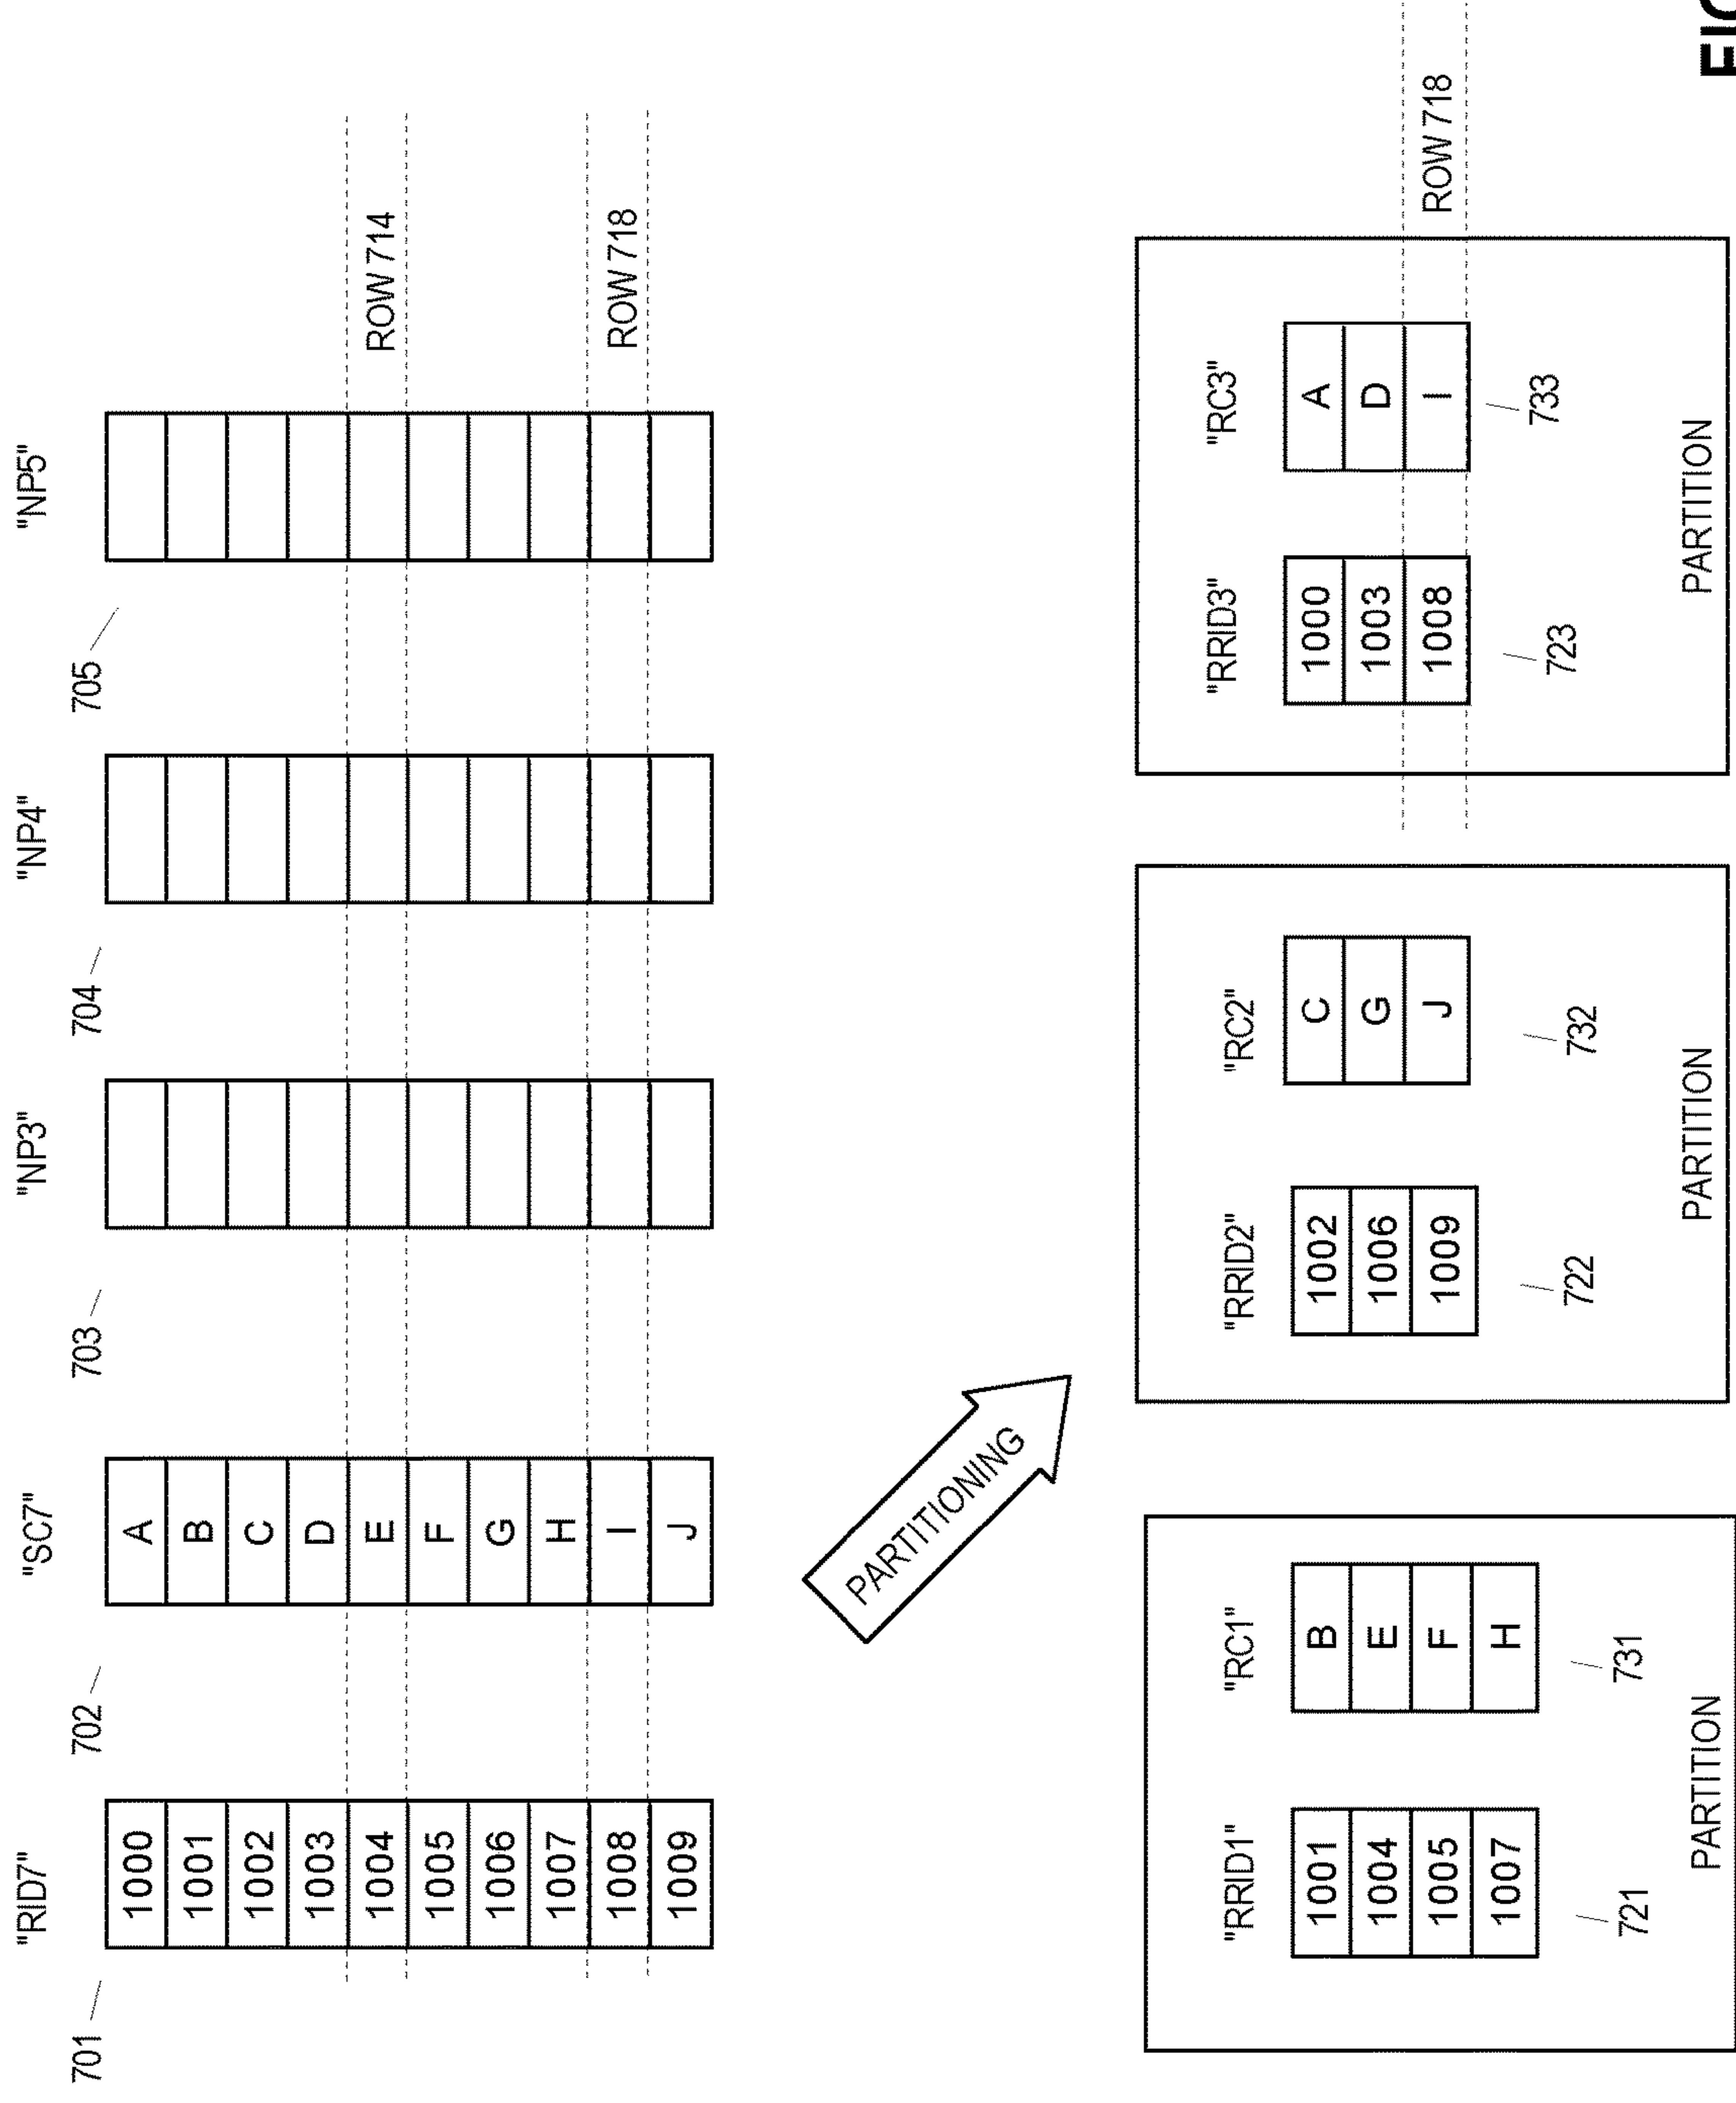 "RID7" "SC7" "NP3" "NP4" "NP5"
701 702 703 704 705
1000 A
1001 B
1002 C
1003 D
1004 E ROW 714
1005 F
1006 G
1007 H
1008 I ROW 718
1009 J
PARTITIONING
"RRID1" "RC1"
1001 B
1004 E
1005 F
1007 H
721 731
PARTITION
"RRID2" "RC2"
1002 C
1006 G
1009 J
722 732
PARTITION
"RRID3" "RC3"
1000 A
1003 D
1008 I ROW 718
723 733
PARTITION